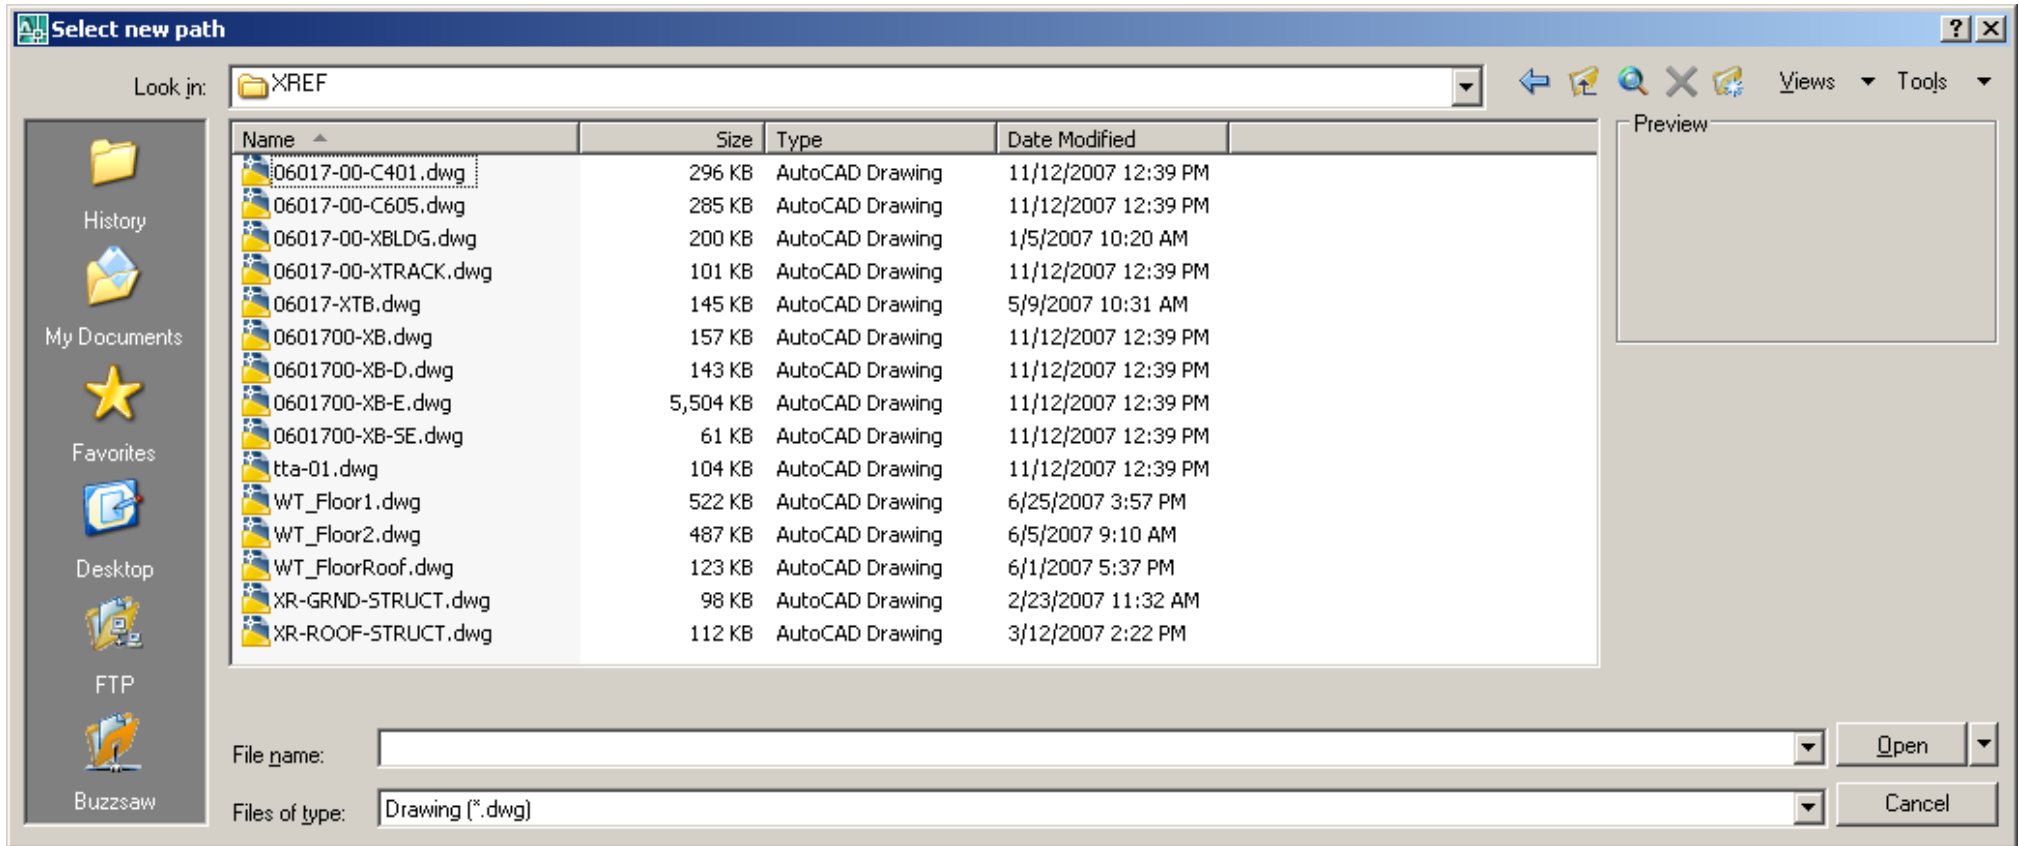 Select new path
Look in: XREF Views Tools
Name Size Type Date Modified Preview
06017-00-C401.dwg 296 KB AutoCAD Drawing 11/12/2007 12:39 PM
06017-00-C605.dwg 285 KB AutoCAD Drawing 11/12/2007 12:39 PM
06017-00-XBLDG.dwg 200 KB AutoCAD Drawing 1/5/2007 10:20 AM
06017-00-XTRACK.dwg 101 KB AutoCAD Drawing 11/12/2007 12:39 PM
06017-XTB.dwg 145 KB AutoCAD Drawing 5/9/2007 10:31 AM
0601700-XB.dwg 157 KB AutoCAD Drawing 11/12/2007 12:39 PM
0601700-XB-D.dwg 143 KB AutoCAD Drawing 11/12/2007 12:39 PM
0601700-XB-E.dwg 5,504 KB AutoCAD Drawing 11/12/2007 12:39 PM
0601700-XB-SE.dwg 61 KB AutoCAD Drawing 11/12/2007 12:39 PM
tta-01.dwg 104 KB AutoCAD Drawing 11/12/2007 12:39 PM
WT_Floor1.dwg 522 KB AutoCAD Drawing 6/25/2007 3:57 PM
WT_Floor2.dwg 487 KB AutoCAD Drawing 6/5/2007 9:10 AM
WT_FloorRoof.dwg 123 KB AutoCAD Drawing 6/1/2007 5:37 PM
XR-GRND-STRUCT.dwg 98 KB AutoCAD Drawing 2/23/2007 11:32 AM
XR-ROOF-STRUCT.dwg 112 KB AutoCAD Drawing 3/12/2007 2:22 PM
History
My Documents
Favorites
Desktop
FTP
Buzzsaw
File name: Open
Files of type: Drawing (*.dwg) Cancel